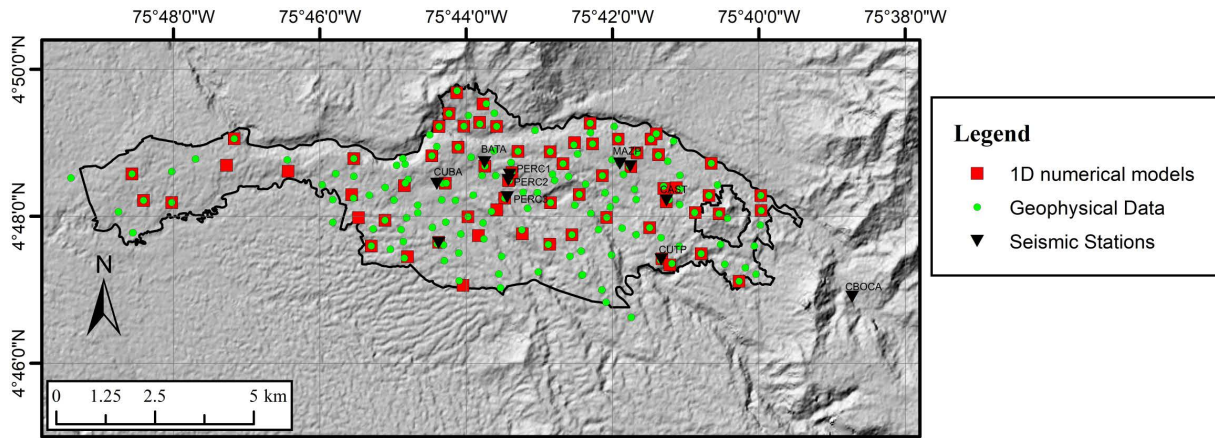 75°48'0"W 75°46'0"W 75°44'0"W 75°42'0"W 75°40'0"W 75°38'0"W
4°50'0"N
4°48'0"N
4°46'0"N
BATA
MAZP
PERC1
CUBA
PERC2
CAST
PERC3
CUTP
CBOCA
N
0 1.25 2.5 5 km
Legend
1D numerical models
Geophysical Data
Seismic Stations